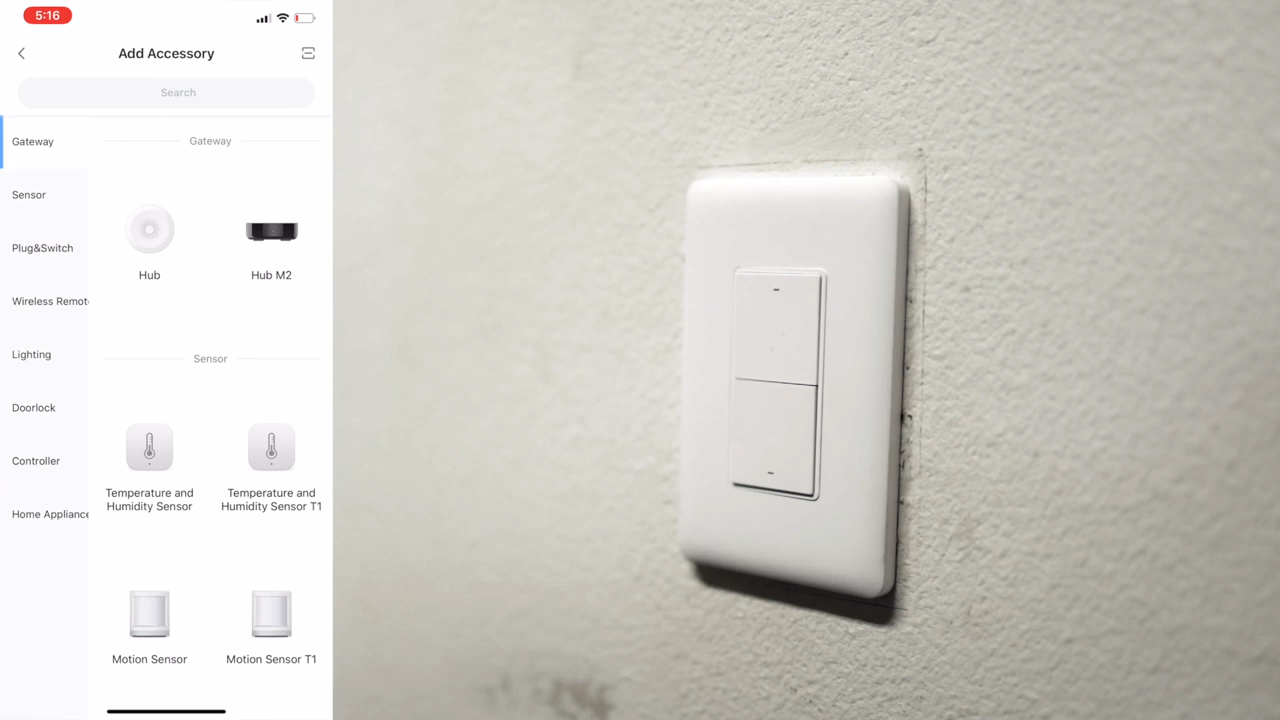 5:16
Add Accessory
Search
Gateway
Gateway
Sensor
Plug&Switch
Wireless Remot
Lighting
Doorlock
Controller
Home Appliance
Hub
Hub M2
Sensor
Temperature and
Humidity Sensor
Temperature and
Humidity Sensor T1
Motion Sensor
Motion Sensor T1